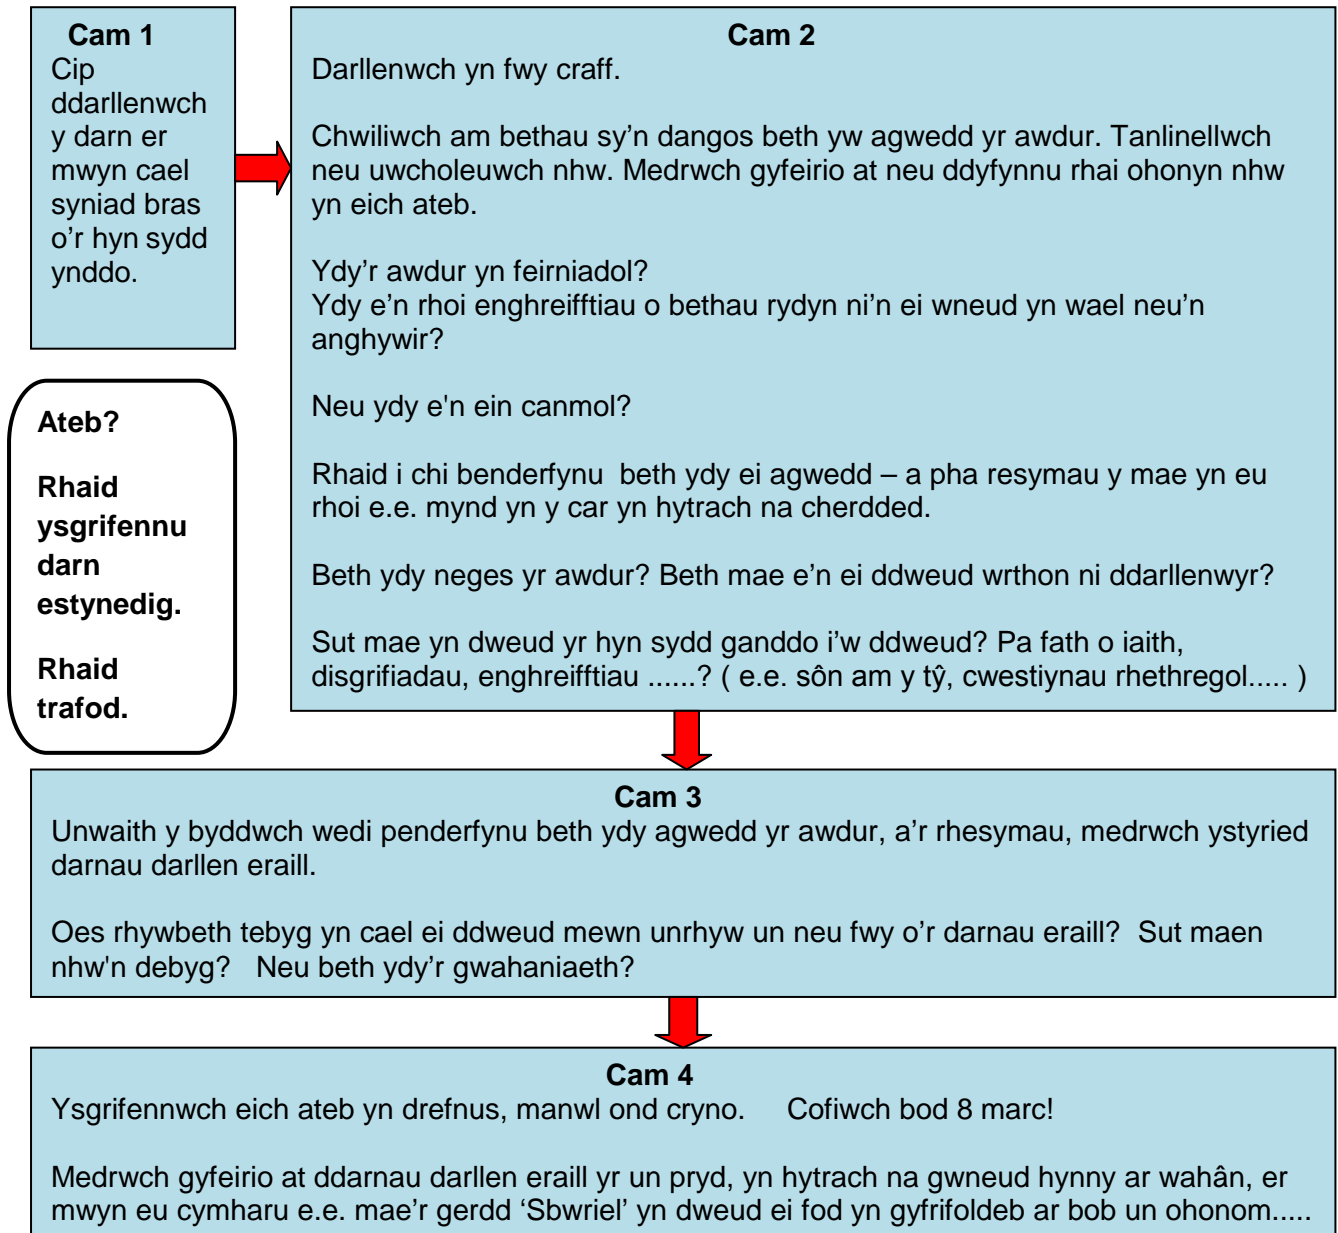 Cam 1
Cip
ddarllenwch
y darn er
mwyn cael
syniad bras
o'r hyn sydd
ynddo.
Cam 2
Darllenwch yn fwy craff.
Chwiliwch am bethau sy'n dangos beth yw agwedd yr awdur. Tanlinellwch
neu uwcholeuwch nhw. Medrwch gyfeirio at neu ddyfynnu rhai ohonyn nhw
yn eich ateb.
Ydy'r awdur yn feirniadol?
Ydy e'n rhoi enghreifftiau o bethau rydyn ni'n ei wneud yn wael neu'n
anghywir?
Neu ydy e'n ein canmol?
Rhaid i chi benderfynu beth ydy ei agwedd – a pha resymau y mae yn eu
rhoi e.e. mynd yn y car yn hytrach na cherdded.
Beth ydy neges yr awdur? Beth mae e'n ei ddweud wrthon ni ddarllenwyr?
Sut mae yn dweud yr hyn sydd ganddo i'w ddweud? Pa fath o iaith,
disgrifiadau, enghreifftiau ......? ( e.e. sôn am y tŷ, cwestiynau rhethregol..... )
Ateb?
Rhaid
ysgrifennu
darn
estynedig.
Rhaid
trafod.
Cam 3
Unwaith y byddwch wedi penderfynu beth ydy agwedd yr awdur, a'r rhesymau, medrwch ystyried
darnau darllen eraill.
Oes rhywbeth tebyg yn cael ei ddweud mewn unrhyw un neu fwy o'r darnau eraill? Sut maen
nhw'n debyg? Neu beth ydy'r gwahaniaeth?
Cam 4
Ysgrifennwch eich ateb yn drefnus, manwl ond cryno. Cofiwch bod 8 marc!
Medrwch gyfeirio at ddarnau darllen eraill yr un pryd, yn hytrach na gwneud hynny ar wahân, er
mwyn eu cymharu e.e. mae'r gerdd 'Sbwriel' yn dweud ei fod yn gyfrifoldeb ar bob un ohonom.....